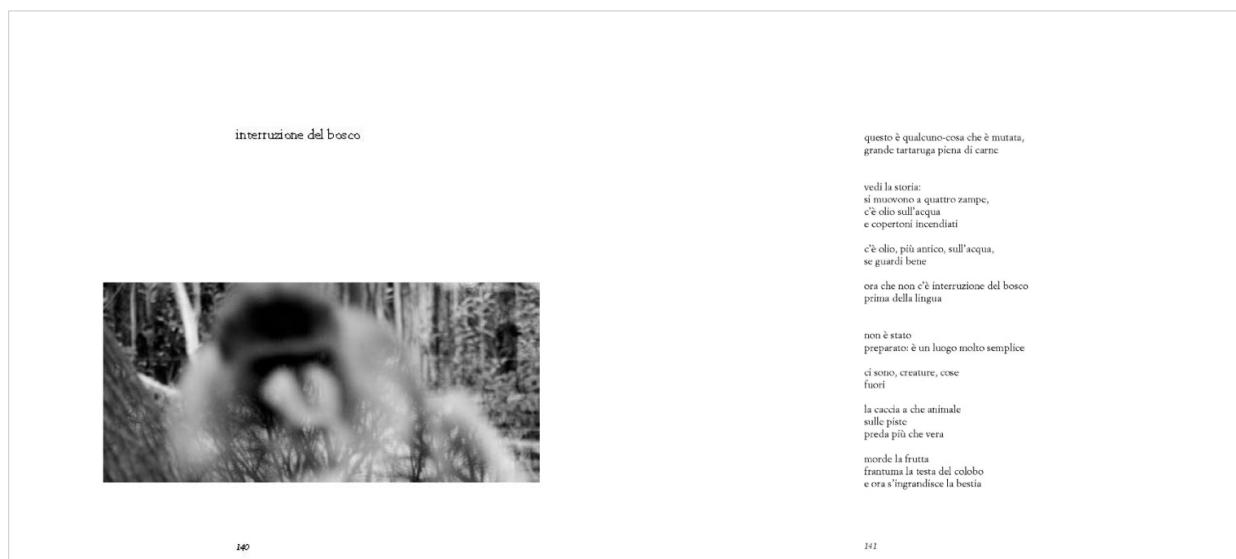 interruzione del bosco
140
questo è qualcuno-cosa che è mutata,
grande tartaruga piena di carne
vedi la storia:
si muovono a quattro zampe,
c'è olio sull'acqua
e copertoni incendiati
c'è olio, più antico, sull'acqua,
se guardi bene
ora che non c'è interruzione del bosco
prima della lingua
non è stato
preparato: è un luogo molto semplice
ci sono, creature, cose
fuori
la caccia a che animale
sulle piste
preda più che vera
morde la frutta
frantuma la testa del colobo
e ora s'ingrandisce la bestia
141